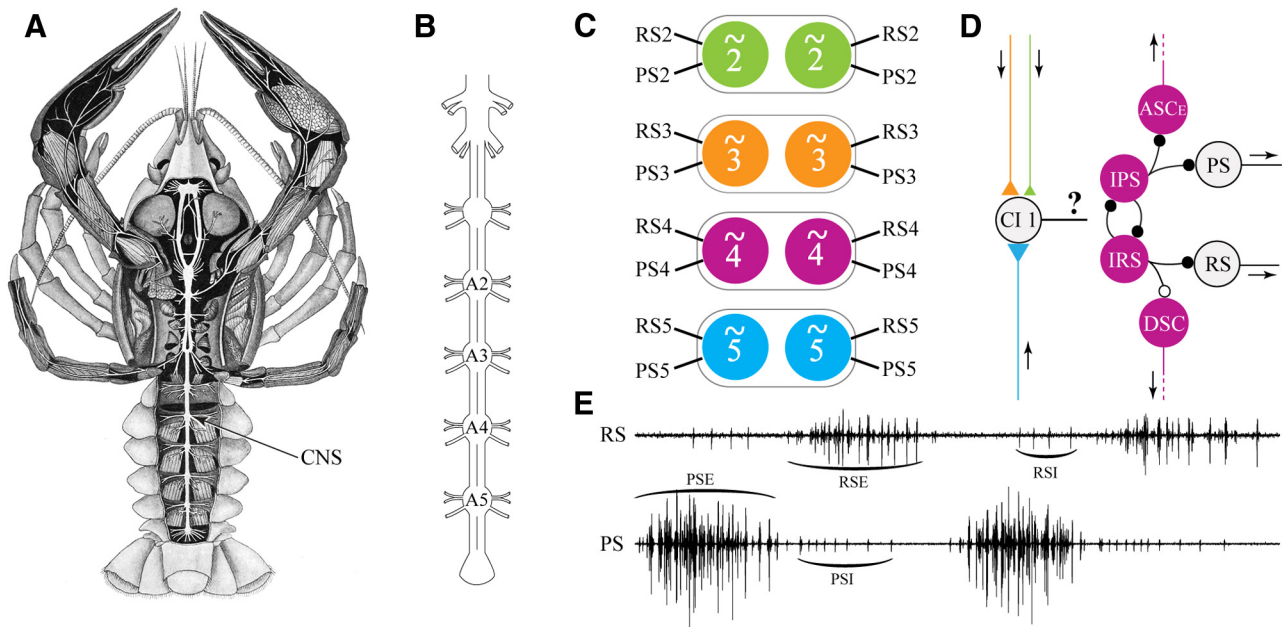 A
CNS
B
A2
A3
A4
A5
C
RS2 ~ ~ RS2
PS2 2 2 PS2
RS3 ~ ~ RS3
PS3 3 3 PS3
RS4 ~ ~ RS4
PS4 4 4 PS4
RS5 ~ ~ RS5
PS5 5 5 PS5
D
ASCE
PS
IPS
CI 1
?
IRS
RS
DSC
E
RS
RSE
RSI
PSE
PS
PSI